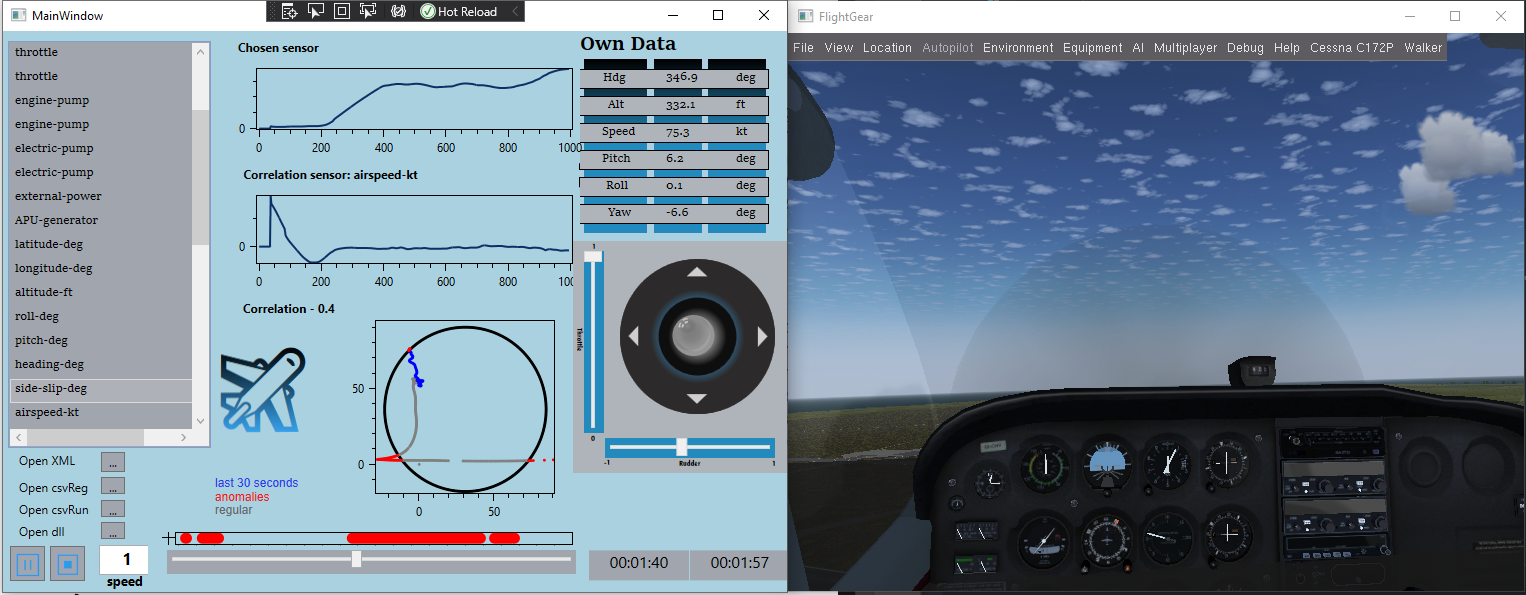 MainWindow
Hot Reload
throttle
throttle
engine-pump
engine-pump
electric-pump
electric-pump
external-power
APU-generator
latitude-deg
longitude-deg
altitude-ft
roll-deg
pitch-deg
heading-deg
side-slip-deg
airspeed-kt
Open XML ...
Open csvReg ...
Open csvRun ...
Open dll ...
1
speed
Chosen sensor
0
0 200 400 600 800 1000
Correlation sensor: airspeed-kt
0
0 200 400 600 800 100
Correlation - 0.4
50
0
0 50
last 30 seconds
anomalies
regular
Own Data
Hdg 346.9 deg
Alt 332.1 ft
Speed 75.3 kt
Pitch 6.2 deg
Roll 0.1 deg
Yaw -6.6 deg
1
Throttle
0
-1 Rudder 1
00:01:40 00:01:57
FlightGear
File View Location Autopilot Environment Equipment AI Multiplayer Debug Help Cessna C172P Walker